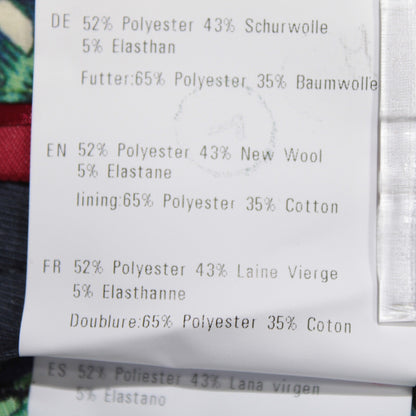 DE 52% Polyester 43% Schurwolle
5% Elasthan
Futter:65% Polyester 35% Baumwolle
EN 52% Polyester 43% New Wool
5% Elastane
lining:65% Polyester 35% Cotton
FR 52% Polyester 43% Laine Vierge
5% Elasthanne
Doublure:65% Polyester 35% Coton
ES 52% Poliester 43% Lana virgen
5% Elastano